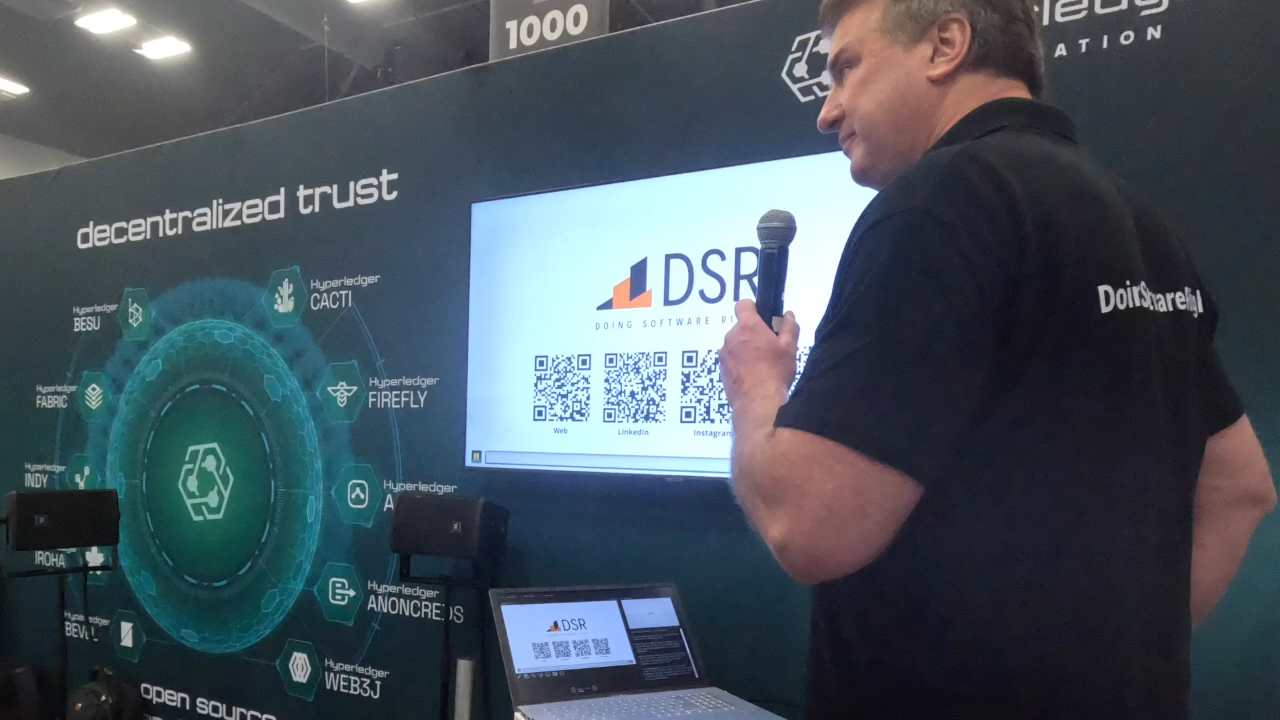 1000
ATION
decentralized trust
Hyperledger
CACTI
Hyperledger
BESU
Hyperledger
FIREFLY
Hyperledger
FABRIC
Hyperledger
INDY
Hyperledger
A
IROHA
Hyperledger
ANONCREDS
Hyperledger
WEB3J
open source
DSR
DOING SOFTWARE RI
Web
LinkedIn
Instagram
DSR